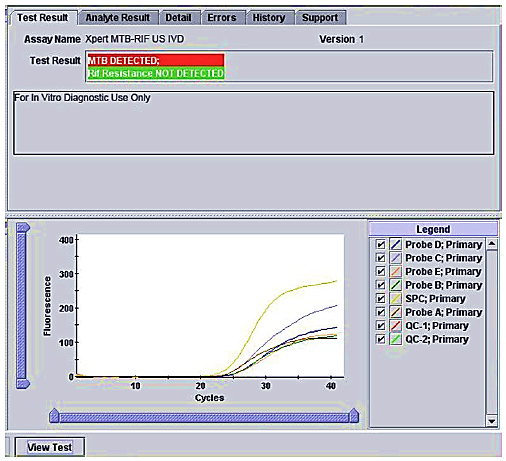 Test Result Analyte Result Detail Errors History Support
Assay Name Xpert MTB-RIF US IVD Version 1
Test Result MTB DETECTED;
Rif Resistance NOT DETECTED
For In Vitro Diagnostic Use Only
400
300
200
100
0
Fluorescence
10 20 30 40
Cycles
Legend
Probe D; Primary
Probe C; Primary
Probe E; Primary
Probe B; Primary
SPC; Primary
Probe A; Primary
QC-1; Primary
QC-2; Primary
View Test